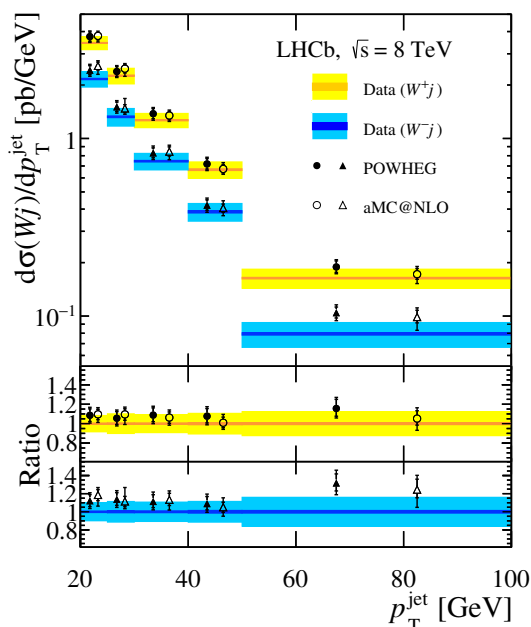 LHCb, √s = 8 TeV
Data (W⁺j)
Data (W⁻j)
POWHEG
aMC@NLO
dσ(Wj)/dp_T^jet [pb/GeV]
1
10⁻¹
Ratio
1.4
1.2
1
0.8
1.4
1.2
1
0.8
20 40 60 80 100
p_T^jet [GeV]